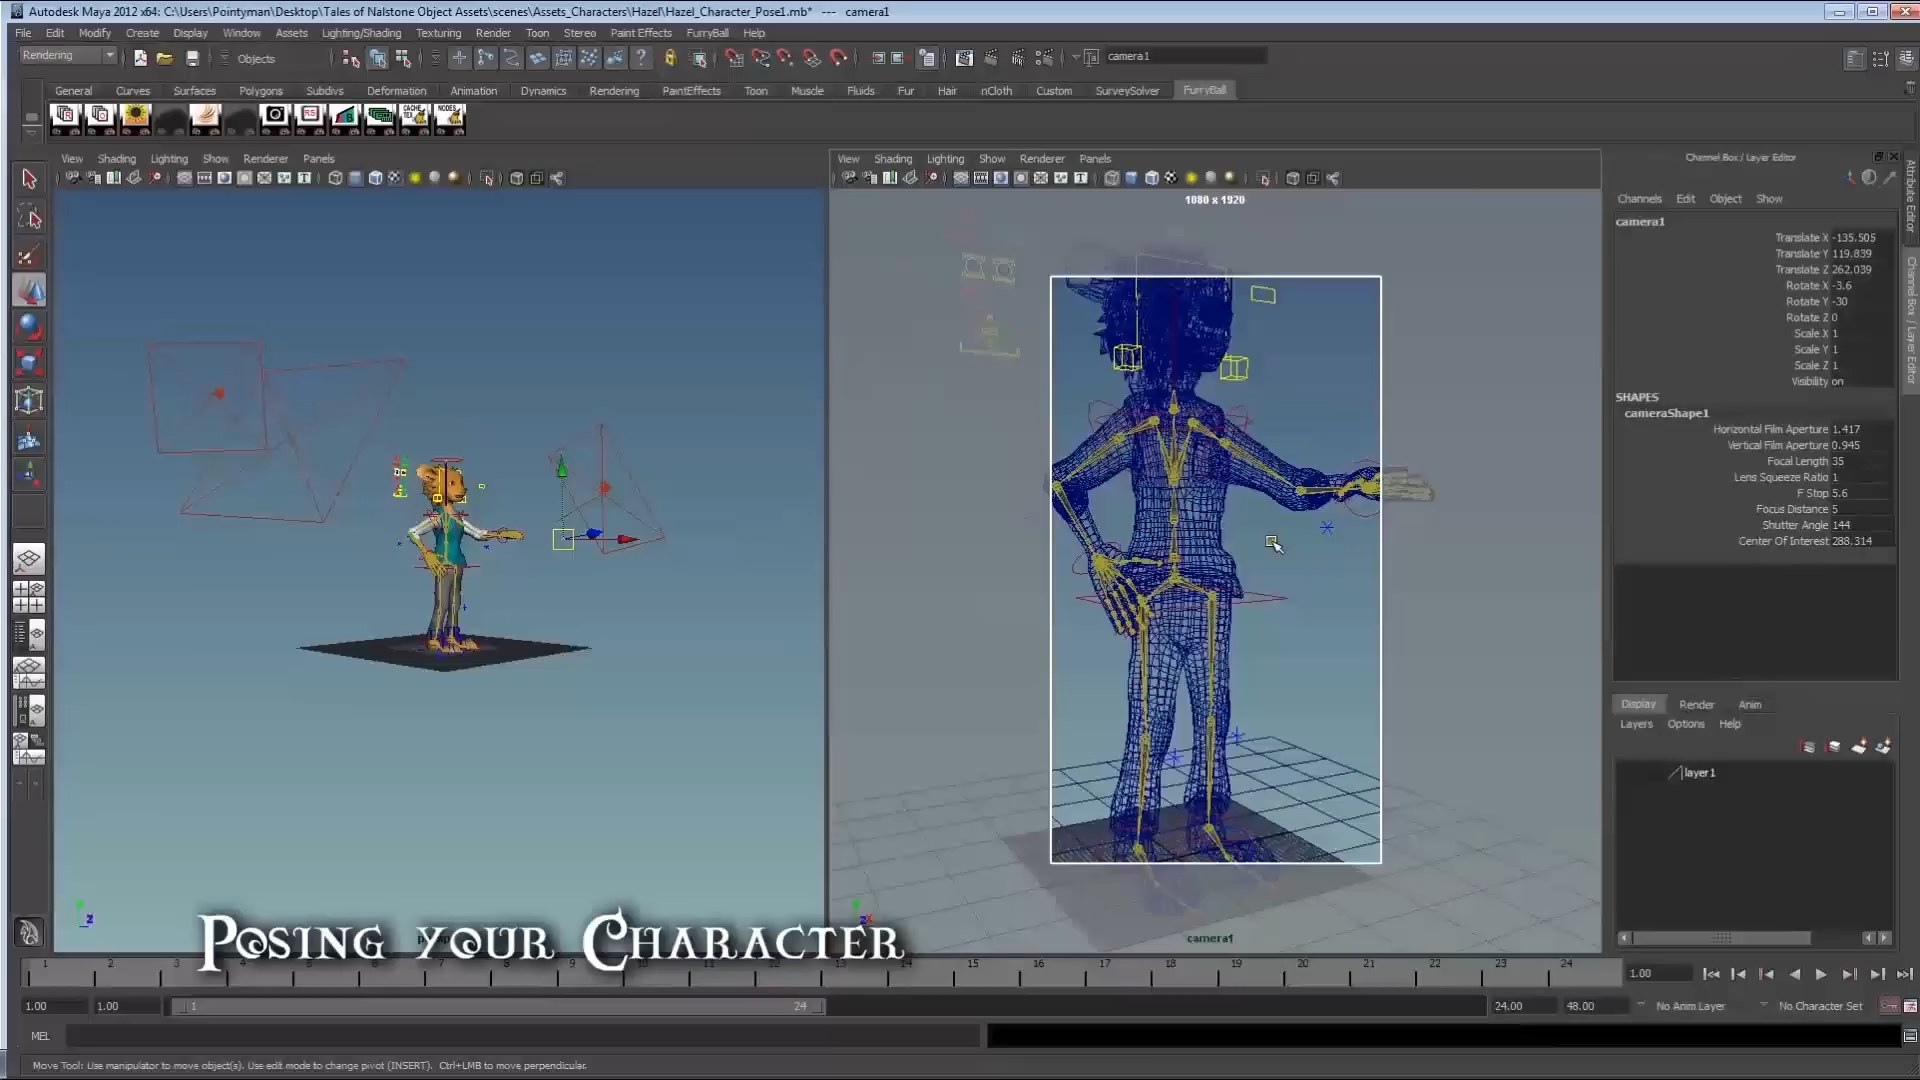 Autodesk Maya 2012 x64: C:\Users\Pointyman\Desktop\Tales of Nalstone Object Assets\scenes\Assets_Characters\Hazel\Hazel_Character_Pose1.mb* --- camera1
File Edit Modify Create Display Window Assets Lighting/Shading Texturing Render Toon Stereo Paint Effects FurryBall Help
Rendering Objects camera1
General Curves Surfaces Polygons Subdivs Deformation Animation Dynamics Rendering PaintEffects Toon Muscle Fluids Fur Hair nCloth Custom SurveySolver FurryBall
CACHE TEX NODES
View Shading Lighting Show Renderer Panels
View Shading Lighting Show Renderer Panels
1080 x 1920
camera1
Channel Box / Layer Editor
Channels Edit Object Show
camera1
Translate X -135.505
Translate Y 119.839
Translate Z 262.039
Rotate X -3.6
Rotate Y -30
Rotate Z 0
Scale X 1
Scale Y 1
Scale Z 1
Visibility on
SHAPES
cameraShape1
Horizontal Film Aperture 1.417
Vertical Film Aperture 0.945
Focal Length 35
Lens Squeeze Ratio 1
F Stop 5.6
Focus Distance 5
Shutter Angle 144
Center Of Interest 288.314
Display Render Anim
Layers Options Help
layer1
Attribute Editor
Channel Box / Layer Editor
Posing your Character
1 2 3 4 5 6 7 8 9 10 11 12 13 14 15 16 17 18 19 20 21 22 23 24
1.00
1.00 1.00 1 24 24.00 48.00 No Anim Layer No Character Set
MEL
Move Tool: Use manipulator to move object(s). Use edit mode to change pivot (INSERT). Ctrl+LMB to move perpendicular.